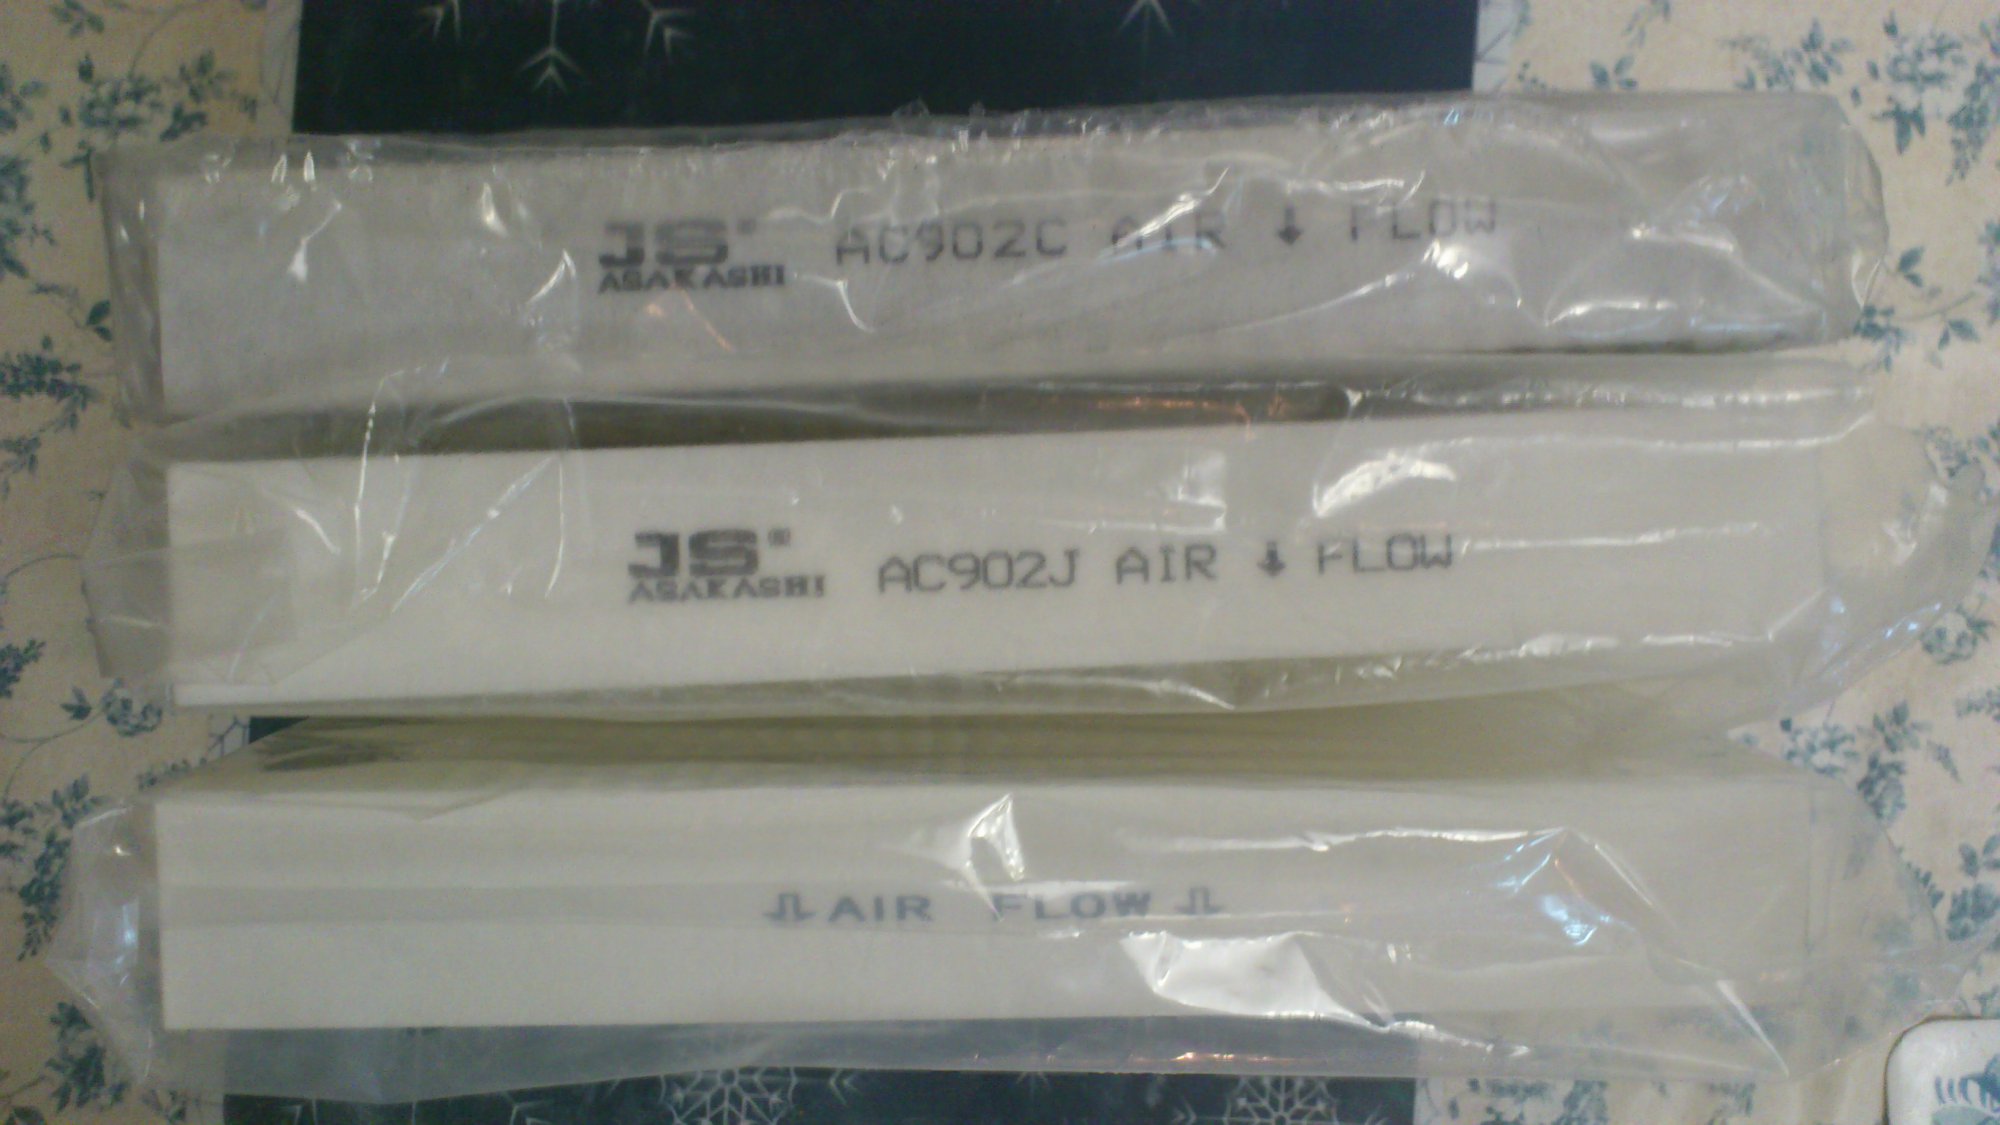 JS® AC902C AIR ↓ FLOW
ASAKASHI
JS® AC902J AIR ↓ FLOW
ASAKASHI
AIR FLOW